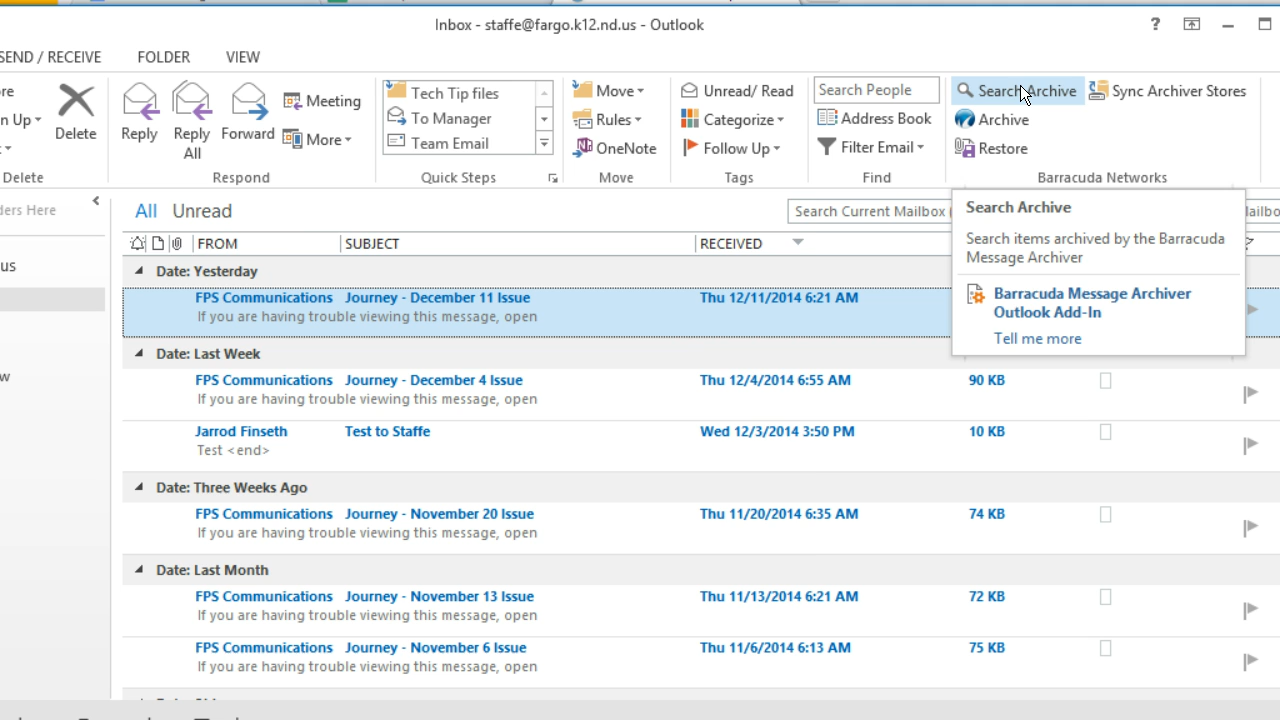 Inbox - staffe@fargo.k12.nd.us - Outlook
?
SEND / RECEIVE FOLDER VIEW
Delete
Reply
Reply All
Forward
Meeting
More
Tech Tip files
To Manager
Team Email
Move
Rules
OneNote
Unread/ Read
Categorize
Follow Up
Search People
Address Book
Filter Email
Search Archive
Sync Archiver Stores
Archive
Restore
Delete Respond Quick Steps Move Tags Find Barracuda Networks
All Unread
Search Current Mailbox
FROM SUBJECT RECEIVED
Search Archive
Search items archived by the Barracuda
Message Archiver
Barracuda Message Archiver
Outlook Add-In
Tell me more
Date: Yesterday
FPS Communications Journey - December 11 Issue Thu 12/11/2014 6:21 AM
If you are having trouble viewing this message, open
Date: Last Week
FPS Communications Journey - December 4 Issue Thu 12/4/2014 6:55 AM 90 KB
If you are having trouble viewing this message, open
Jarrod Finseth Test to Staffe Wed 12/3/2014 3:50 PM 10 KB
Test <end>
Date: Three Weeks Ago
FPS Communications Journey - November 20 Issue Thu 11/20/2014 6:35 AM 74 KB
If you are having trouble viewing this message, open
Date: Last Month
FPS Communications Journey - November 13 Issue Thu 11/13/2014 6:21 AM 72 KB
If you are having trouble viewing this message, open
FPS Communications Journey - November 6 Issue Thu 11/6/2014 6:13 AM 75 KB
If you are having trouble viewing this message, open